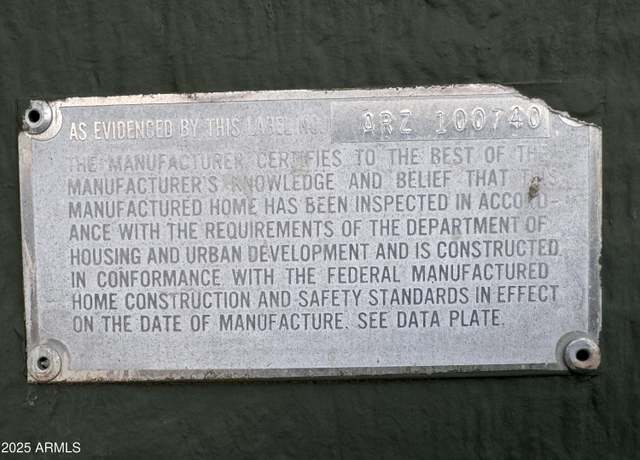 AS EVIDENCED BY THIS LABEL NO. ARZ 100740
THE MANUFACTURER CERTIFIES TO THE BEST OF THE
MANUFACTURER'S KNOWLEDGE AND BELIEF THAT THIS
MANUFACTURED HOME HAS BEEN INSPECTED IN ACCORD-
ANCE WITH THE REQUIREMENTS OF THE DEPARTMENT OF
HOUSING AND URBAN DEVELOPMENT AND IS CONSTRUCTED
IN CONFORMANCE WITH THE FEDERAL MANUFACTURED
HOME CONSTRUCTION AND SAFETY STANDARDS IN EFFECT
ON THE DATE OF MANUFACTURE. SEE DATA PLATE.
2025 ARMLS